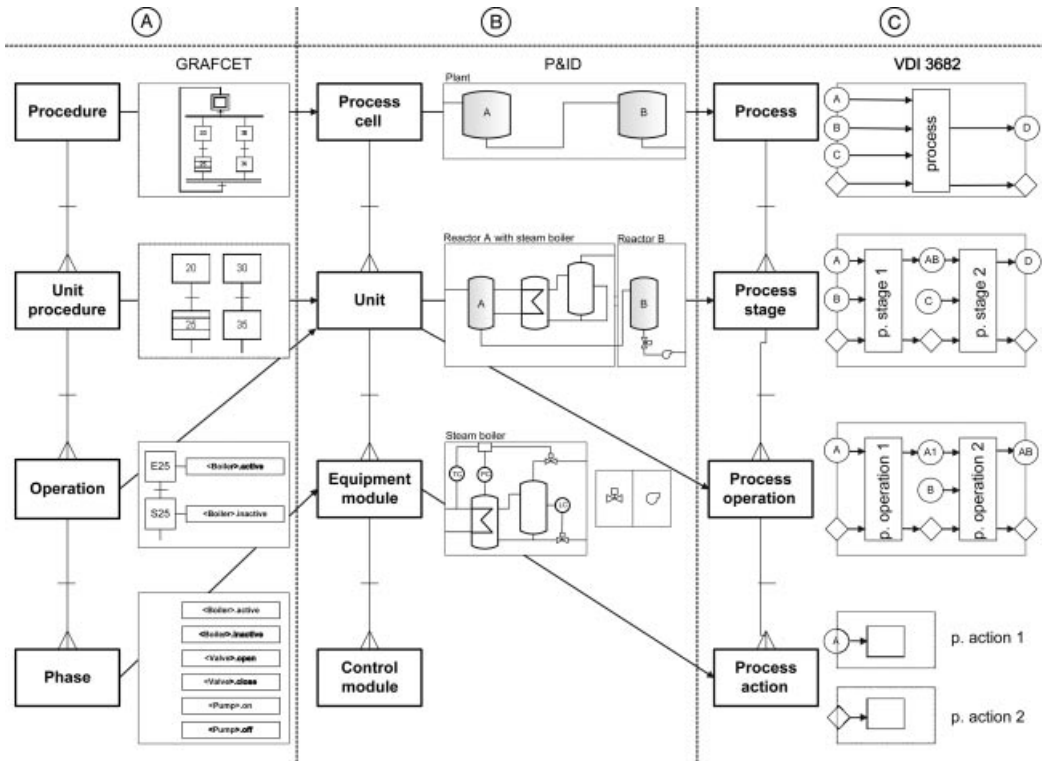 A
B
C
GRAFCET
P&ID
VDI 3682
Procedure
Process
cell
Plant
A
B
Process
A
B
C
process
D
Unit
procedure
20
30
25
35
Unit
Reactor A with steam boiler
Reactor B
A
B
Process
stage
A
B
p. stage 1
AB
C
p. stage 2
D
Operation
E25
<Boiler>.active
S25
<Boiler>.inactive
Equipment
module
Steam boiler
TC
PC
LC
Process
operation
A
p. operation 1
A1
B
p. operation 2
AB
Phase
<Boiler>.active
<Boiler>.inactive
<Valve>.open
<Valve>.close
<Pump>.on
<Pump>.off
Control
module
Process
action
A
p. action 1
p. action 2